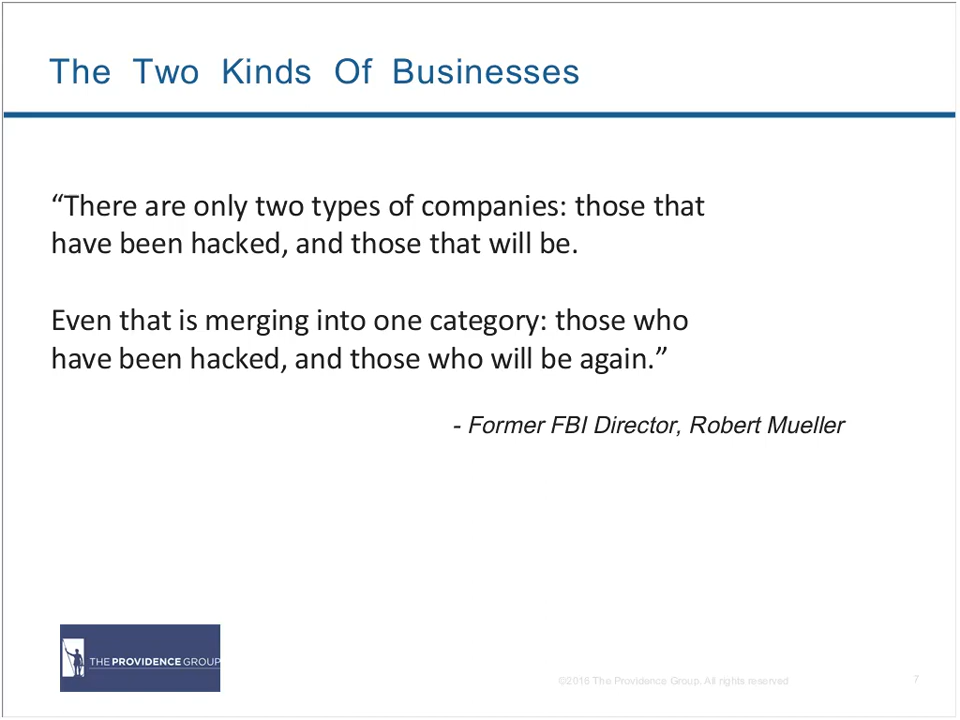 The Two Kinds Of Businesses
“There are only two types of companies: those that
have been hacked, and those that will be.
Even that is merging into one category: those who
have been hacked, and those who will be again.”
- Former FBI Director, Robert Mueller
THE PROVIDENCE GROUP
©2016 The Providence Group. All rights reserved
7